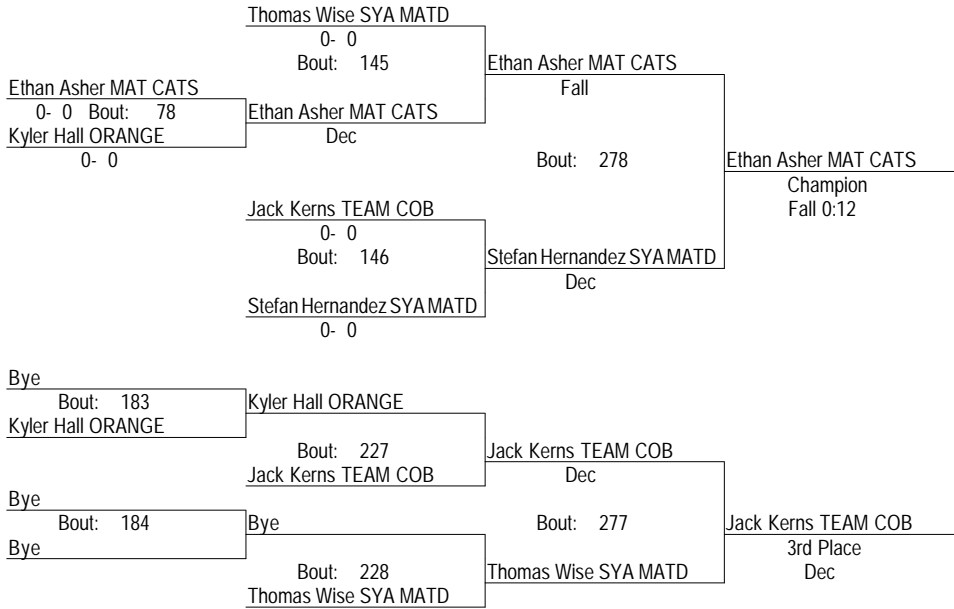 Thomas Wise SYA MATD
0- 0
Bout: 145
Ethan Asher MAT CATS
Fall
Ethan Asher MAT CATS
0- 0 Bout: 78
Ethan Asher MAT CATS
Kyler Hall ORANGE
Dec
0- 0
Bout: 278
Ethan Asher MAT CATS
Champion
Fall 0:12
Jack Kerns TEAM COB
0- 0
Bout: 146
Stefan Hernandez SYA MATD
Dec
Stefan Hernandez SYA MATD
0- 0
Bye
Bout: 183
Kyler Hall ORANGE
Kyler Hall ORANGE
Bout: 227
Jack Kerns TEAM COB
Jack Kerns TEAM COB
Dec
Bye
Bout: 184
Bye
Bye
Bout: 277
Jack Kerns TEAM COB
3rd Place
Dec
Bout: 228
Thomas Wise SYA MATD
Thomas Wise SYA MATD